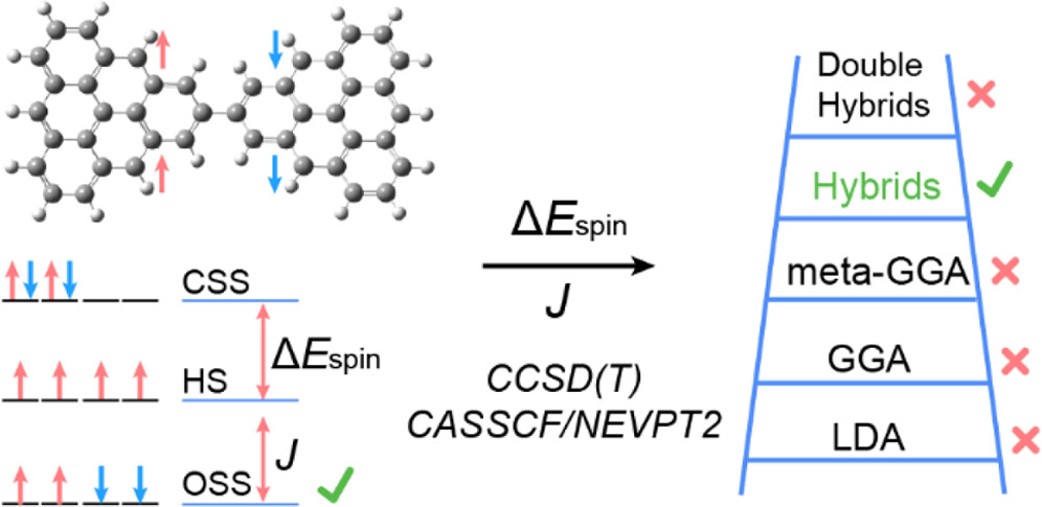 CSS
ΔEspin
HS
J
OSS
ΔEspin
J
CCSD(T)
CASSCF/NEVPT2
Double
Hybrids
Hybrids
meta-GGA
GGA
LDA